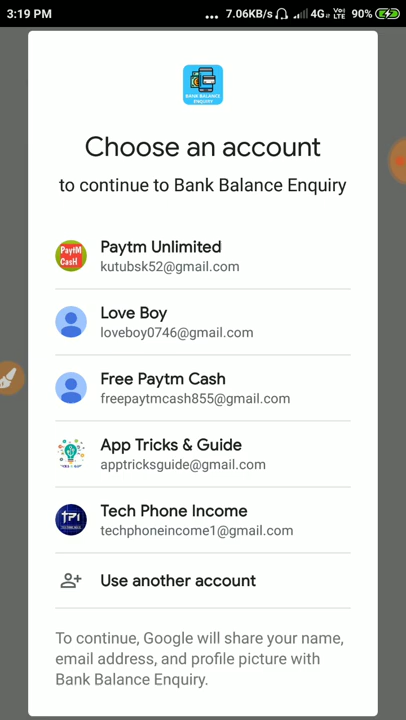 3:19 PM
... 7.06KB/s 4G Vo LTE 90%
BANK BALANCE
ENQUIRY
Choose an account
to continue to Bank Balance Enquiry
PayTM
CasH
Paytm Unlimited
kutubsk52@gmail.com
Love Boy
loveboy0746@gmail.com
Free Paytm Cash
freepaytmcash855@gmail.com
App Tricks & Guide
apptricksguide@gmail.com
TPI
Tech Phone Income
techphoneincome1@gmail.com
Use another account
To continue, Google will share your name,
email address, and profile picture with
Bank Balance Enquiry.